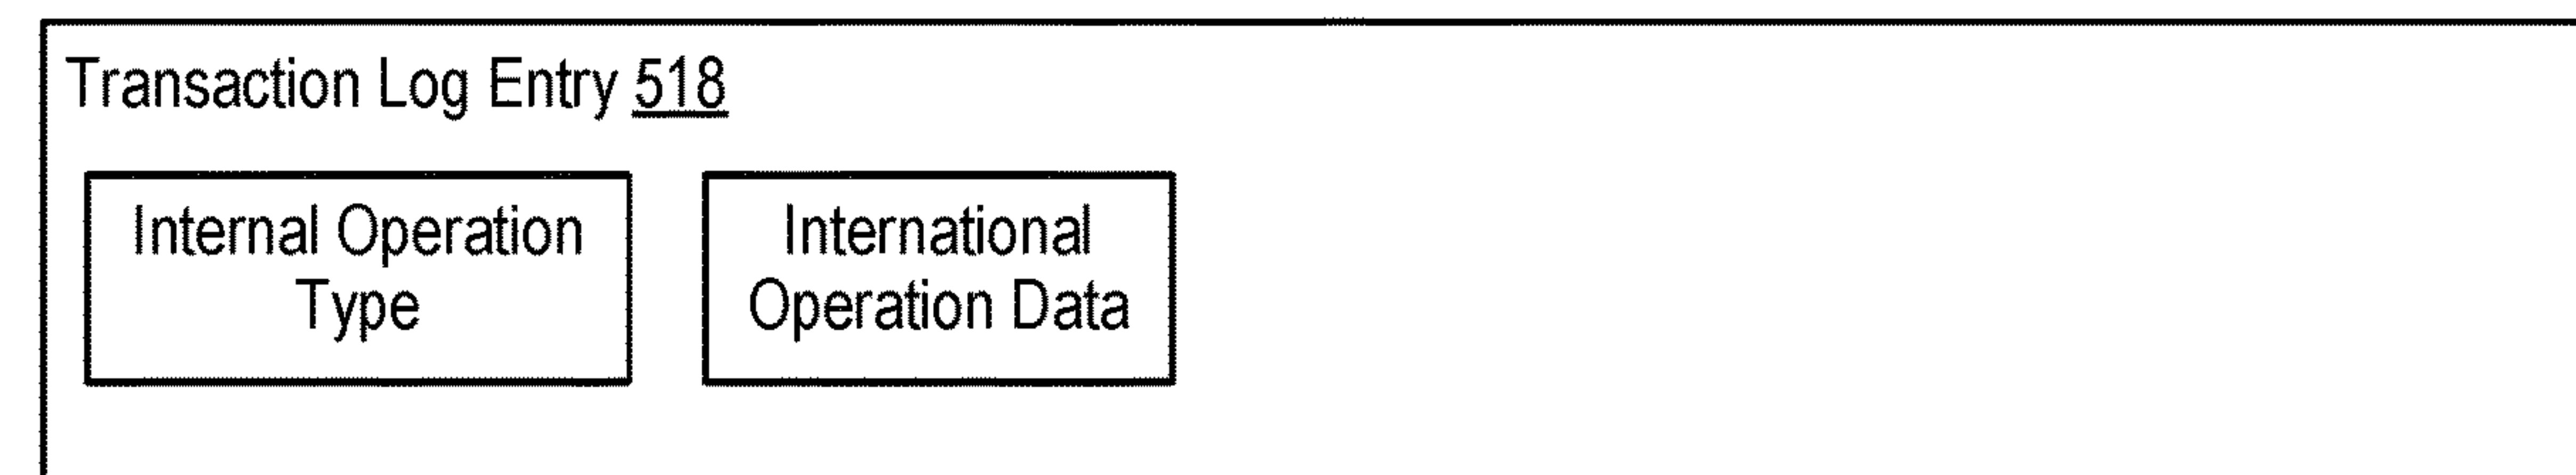 Transaction Log Entry 518
Internal Operation
Type
International
Operation Data